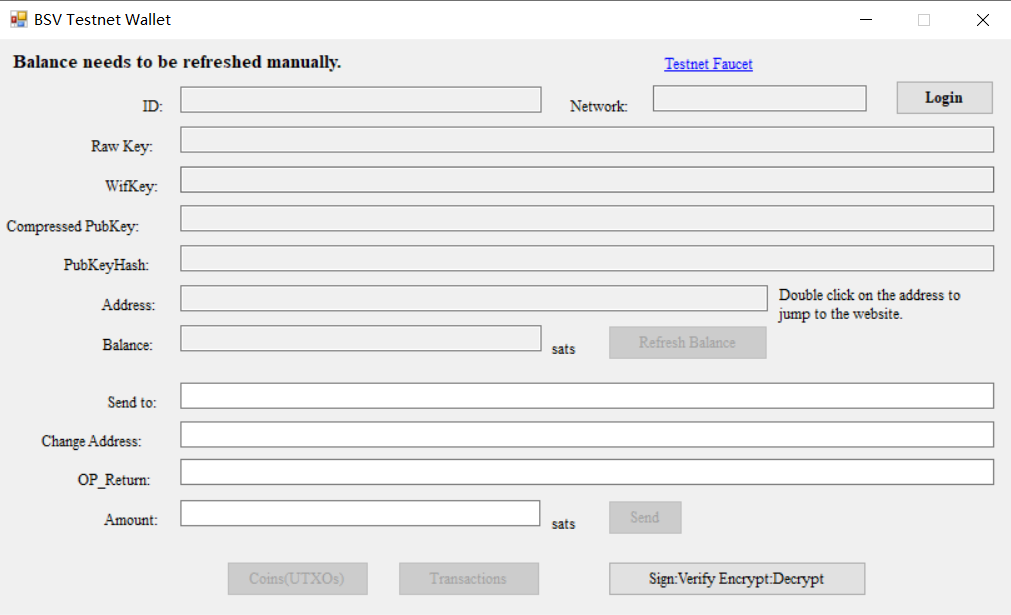 BSV Testnet Wallet
Balance needs to be refreshed manually.
Testnet Faucet
ID:
Network:
Login
Raw Key:
WifKey:
Compressed PubKey:
PubKeyHash:
Address:
Double click on the address to
jump to the website.
Balance:
sats
Refresh Balance
Send to:
Change Address:
OP_Return:
Amount:
sats
Send
Coins(UTXOs)
Transactions
Sign:Verify Encrypt:Decrypt